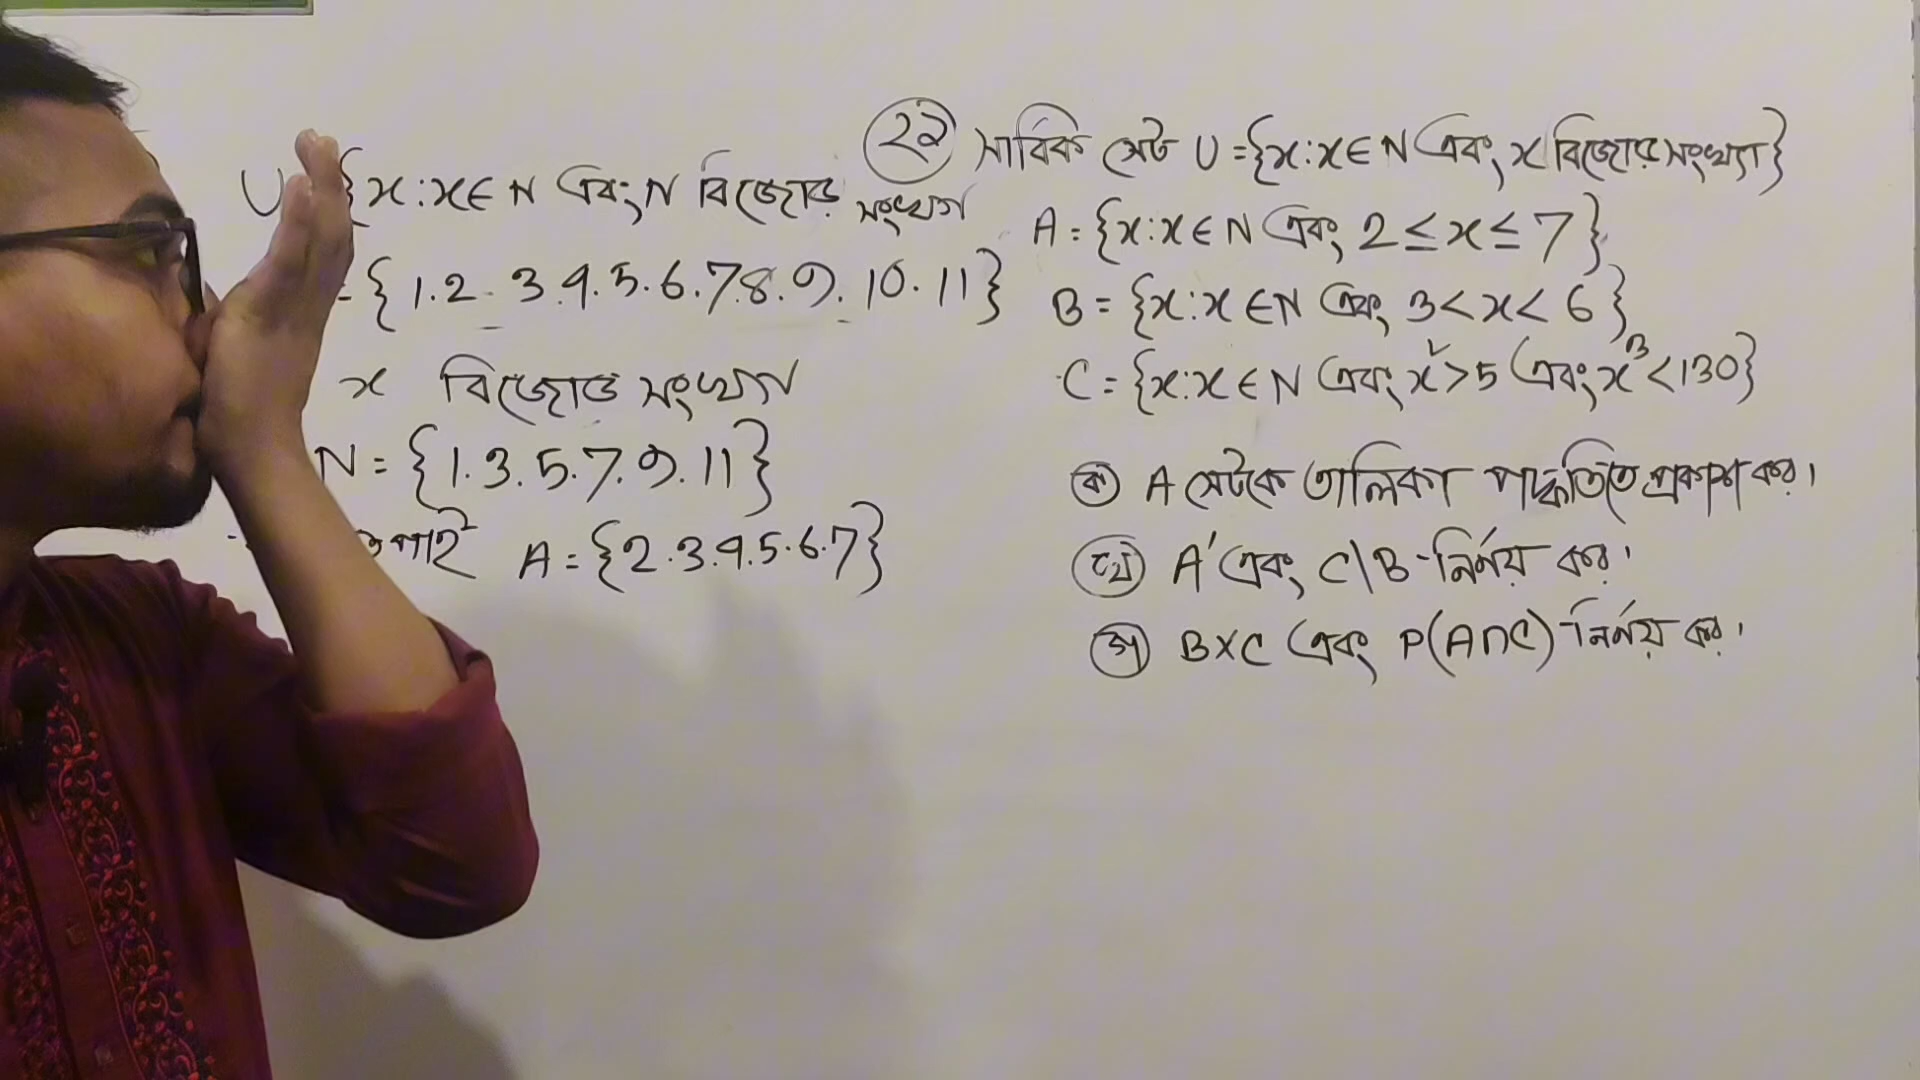 U {x : x ∈ N এবং N বিজোড় সংখ্যা
= {1. 2. 3. 4. 5. 6. 7. 8. 9. 10. 11}
x বিজোড় সংখ্যা
N = {1. 3. 5. 7. 9. 11}
পাই A = {2. 3. 4. 5. 6. 7}
২২ সার্বিক সেট U = {x : x ∈ N এবং x বিজোড় সংখ্যা}
A = {x : x ∈ N এবং 2 ≤ x ≤ 7}
B = {x : x ∈ N এবং 3 < x < 6}
C = {x : x ∈ N এবং x² > 5 এবং x³ < 130}
ক A সেটকে তালিকা পদ্ধতিতে প্রকাশ কর।
খ A′ এবং C\B নির্ণয় কর।
গ B×C এবং P(A∩C) নির্ণয় কর।